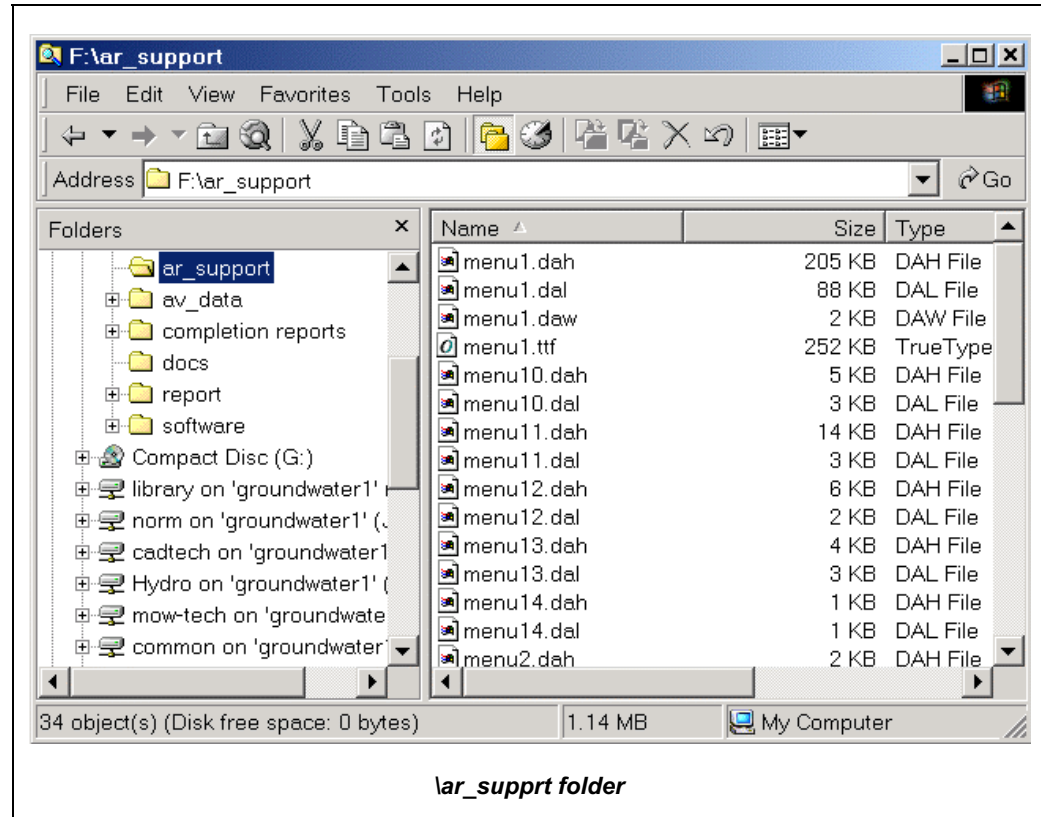 F:\ar_support
File Edit View Favorites Tools Help
Address F:\ar_support Go
Folders
ar_support
av_data
completion reports
docs
report
software
Compact Disc (G:)
library on 'groundwater1'
norm on 'groundwater1' (
cadtech on 'groundwater1
Hydro on 'groundwater1' (
mow-tech on 'groundwate
common on 'groundwater
Name Size Type
menu1.dah 205 KB DAH File
menu1.dal 88 KB DAL File
menu1.daw 2 KB DAW File
menu1.ttf 252 KB TrueType
menu10.dah 5 KB DAH File
menu10.dal 3 KB DAL File
menu11.dah 14 KB DAH File
menu11.dal 3 KB DAL File
menu12.dah 6 KB DAH File
menu12.dal 2 KB DAL File
menu13.dah 4 KB DAH File
menu13.dal 3 KB DAL File
menu14.dah 1 KB DAH File
menu14.dal 1 KB DAL File
menu2.dah 2 KB DAH File
34 object(s) (Disk free space: 0 bytes) 1.14 MB My Computer
\ar_supprt folder